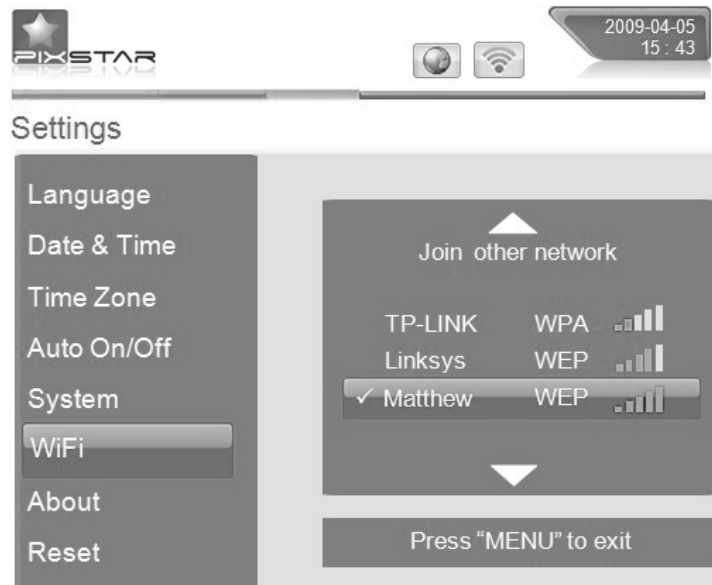 PIXSTAR
2009-04-05
15 : 43
Settings
Language
Date & Time
Time Zone
Auto On/Off
System
WiFi
About
Reset
Join other network
TP-LINK WPA
Linksys WEP
✓ Matthew WEP
Press “MENU” to exit